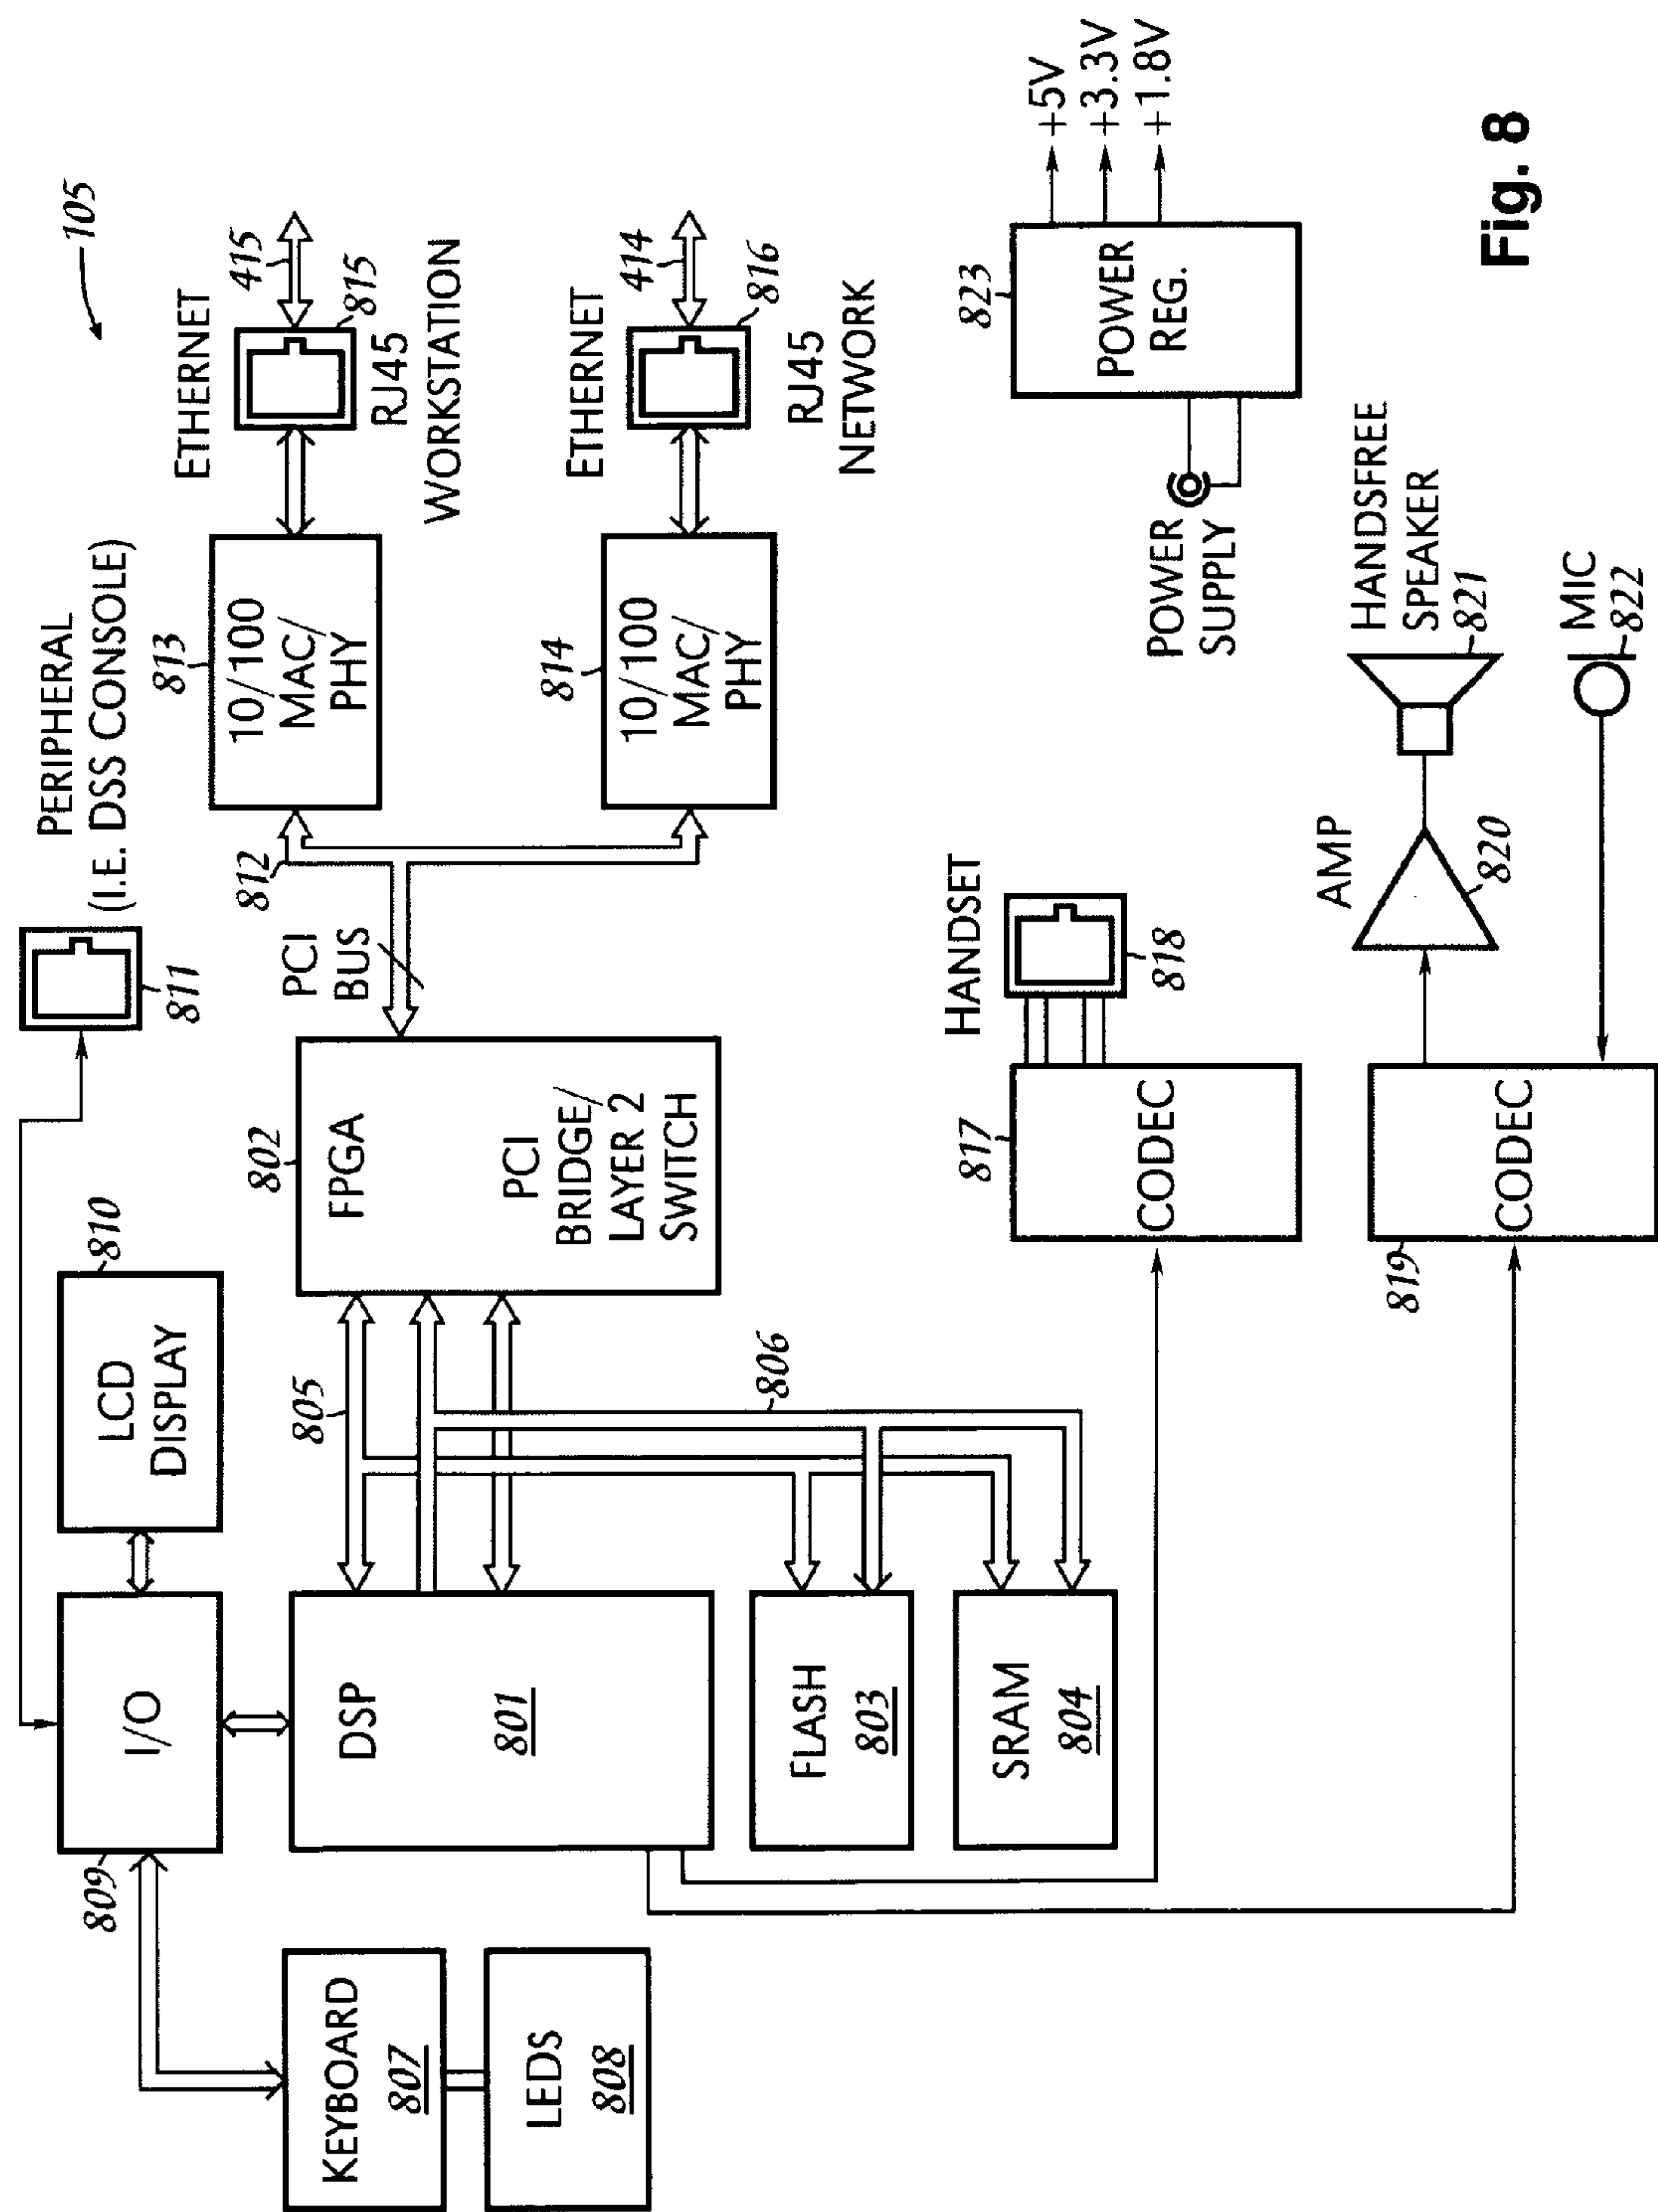 105
PERIPHERAL
(I.E. DSS CONSOLE)
811
LCD
DISPLAY
810
I/O
809
KEYBOARD
807
LEDS
808
DSP
801
FLASH
803
SRAM
804
805
806
FPGA
PCI
BRIDGE/
LAYER 2
SWITCH
802
PCI
BUS
812
10/100
MAC/
PHY
813
10/100
MAC/
PHY
814
ETHERNET
415
815
RJ45
WORKSTATION
ETHERNET
414
816
RJ45
NETWORK
HANDSET
818
CODEC
817
CODEC
819
AMP
820
HANDSFREE
SPEAKER
821
MIC
822
POWER
SUPPLY
POWER
REG.
823
+5V
+3.3V
+1.8V
Fig. 8